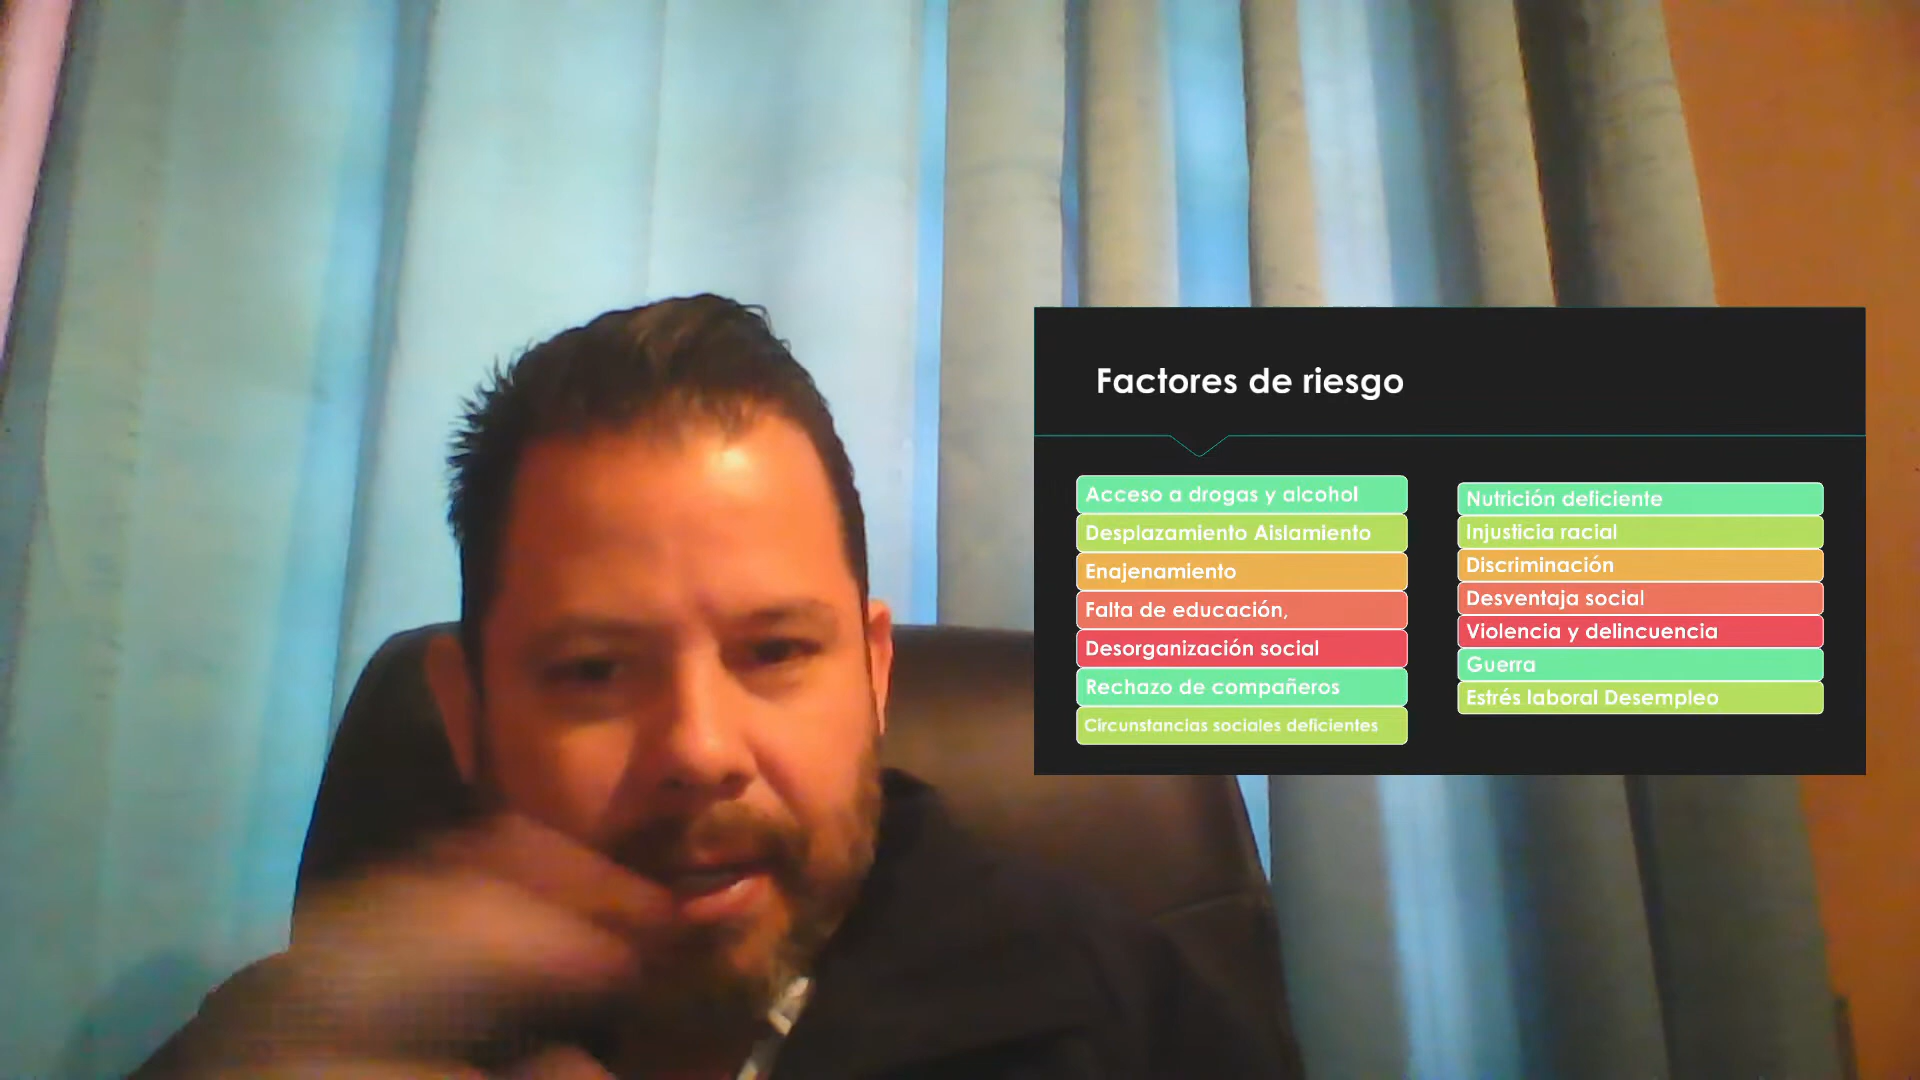 Factores de riesgo
Acceso a drogas y alcohol
Desplazamiento Aislamiento
Enajenamiento
Falta de educación,
Desorganización social
Rechazo de compañeros
Circunstancias sociales deficientes
Nutrición deficiente
Injusticia racial
Discriminación
Desventaja social
Violencia y delincuencia
Guerra
Estrés laboral Desempleo